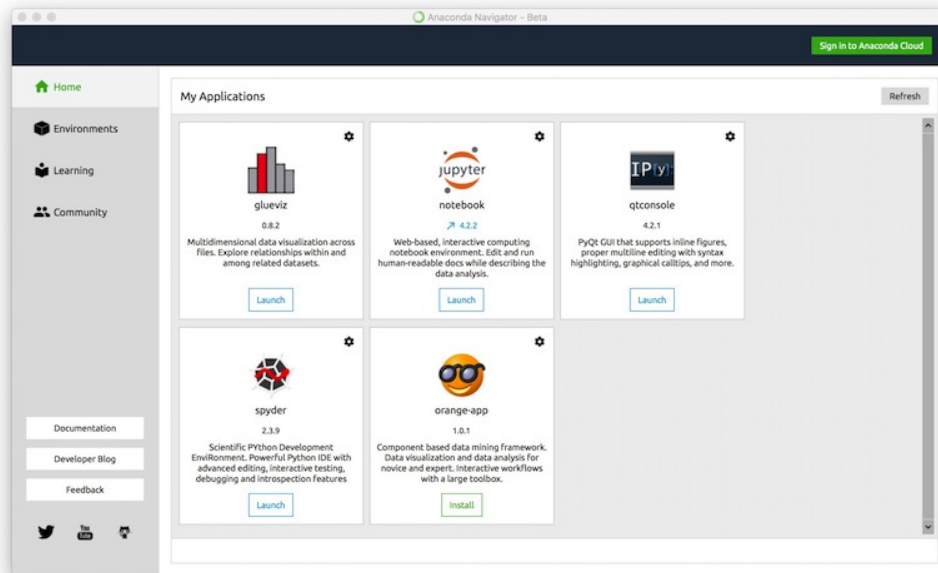 Anaconda Navigator - Beta
Sign in to Anaconda Cloud
Home
Environments
Learning
Community
Documentation
Developer Blog
Feedback
You
Tube
My Applications
Refresh
glueviz
0.8.2
Multidimensional data visualization across
files. Explore relationships within and
among related datasets.
Launch
jupyter
notebook
4.2.2
Web-based, interactive computing
notebook environment. Edit and run
human-readable docs while describing the
data analysis.
Launch
IP[y]:
qtconsole
4.2.1
PyQt GUI that supports inline figures,
proper multiline editing with syntax
highlighting, graphical calltips, and more.
Launch
spyder
2.3.9
Scientific PYthon Development
EnviRonment. Powerful Python IDE with
advanced editing, interactive testing,
debugging and introspection features
Launch
orange-app
1.0.1
Component based data mining framework.
Data visualization and data analysis for
novice and expert. Interactive workflows
with a large toolbox.
Install